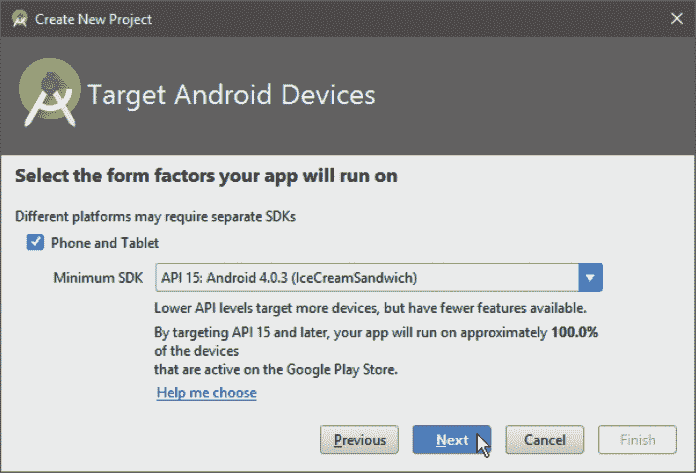 Create New Project
Target Android Devices
Select the form factors your app will run on
Different platforms may require separate SDKs
Phone and Tablet
Minimum SDK API 15: Android 4.0.3 (IceCreamSandwich)
Lower API levels target more devices, but have fewer features available.
By targeting API 15 and later, your app will run on approximately 100.0%
of the devices
that are active on the Google Play Store.
Help me choose
Previous Next Cancel Finish